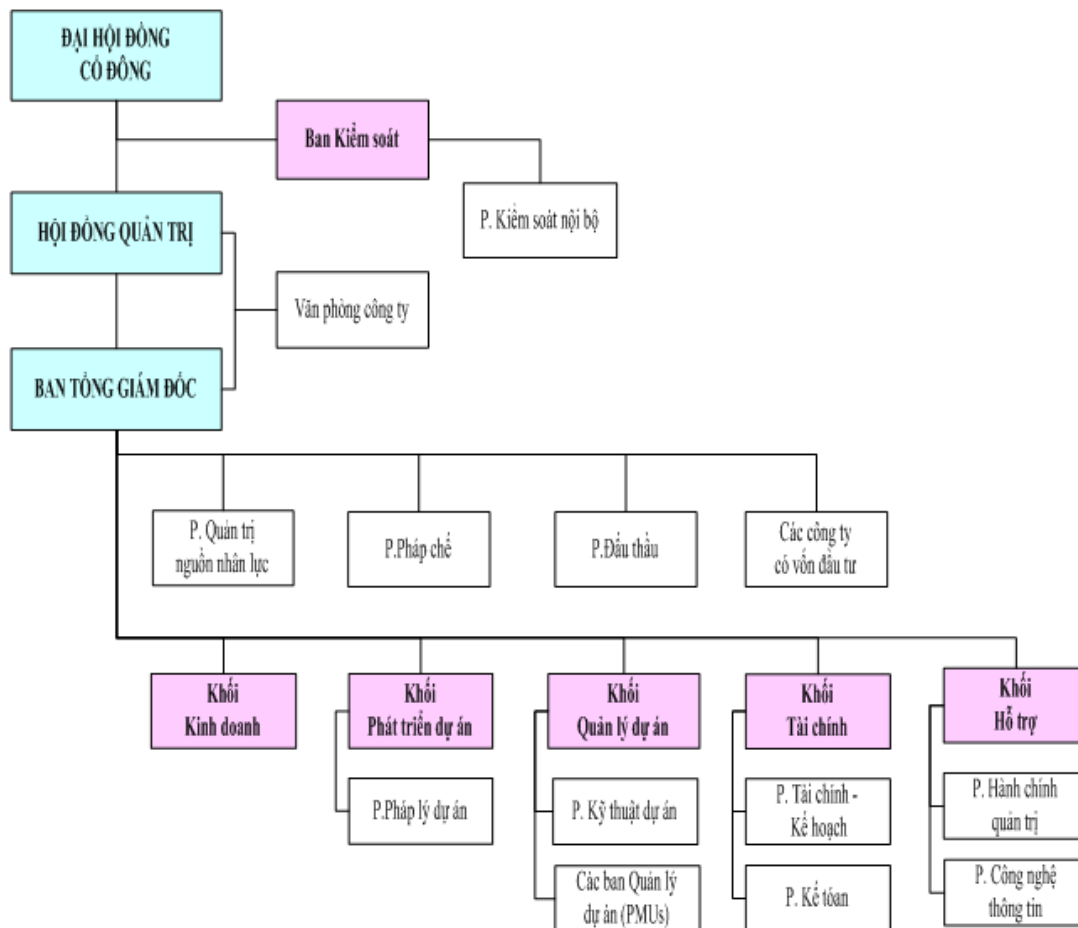 ĐẠI HỘI ĐỒNG
CỔ ĐÔNG
Ban Kiểm soát
P. Kiểm soát nội bộ
HỘI ĐỒNG QUẢN TRỊ
Văn phòng công ty
BAN TỔNG GIÁM ĐỐC
P. Quản trị
nguồn nhân lực
P.Pháp chế
P.Đấu thầu
Các công ty
có vốn đầu tư
Khối
Kinh doanh
Khối
Phát triển dự án
Khối
Quản lý dự án
Khối
Tài chính
Khối
Hỗ trợ
P.Pháp lý dự án
P. Kỹ thuật dự án
P. Tài chính -
Kế hoạch
P. Hành chính
quản trị
Các ban Quản lý
dự án (PMUs)
P. Kế tóan
P. Công nghệ
thông tin